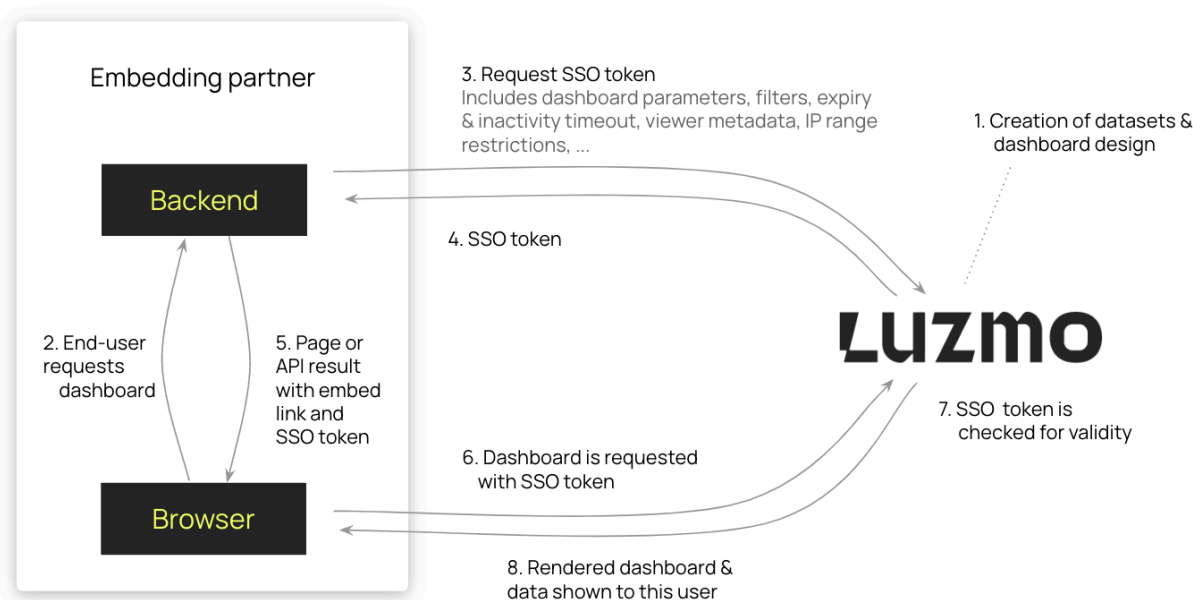 Embedding partner
Backend
2. End-user
requests
dashboard
5. Page or
API result
with embed
link and
SSO token
Browser
3. Request SSO token
Includes dashboard parameters, filters, expiry
& inactivity timeout, viewer metadata, IP range
restrictions, ...
4. SSO token
1. Creation of datasets &
dashboard design
Luzmo
7. SSO token is
checked for validity
6. Dashboard is requested
with SSO token
8. Rendered dashboard &
data shown to this user